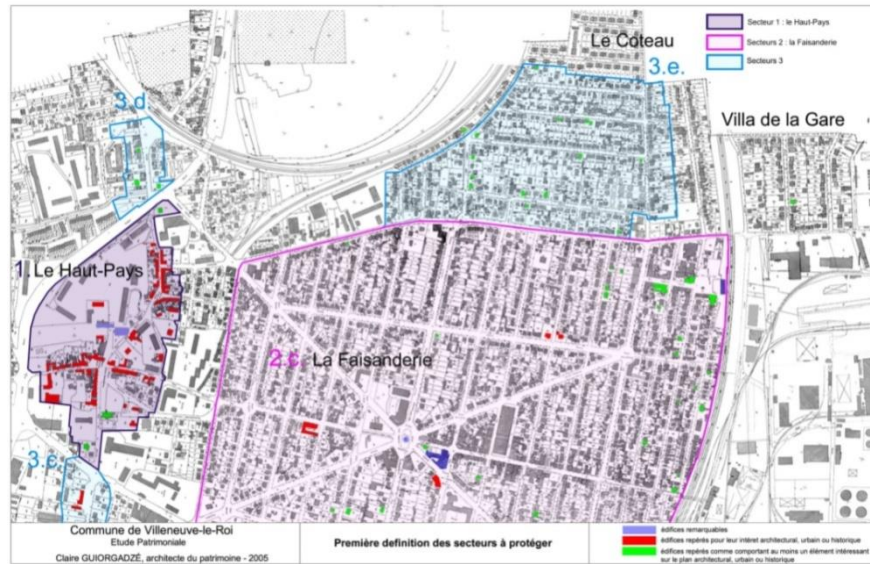 Le Coteau
Secteur 1 : le Haut-Pays
Secteurs 2 : la Faisanderie
Secteurs 3
3.e.
3.d
Villa de la Gare
1. Le Haut-Pays
2.c. La Faisanderie
3.c.
Commune de Villeneuve-le-Roi
Etude Patrimoniale
Claire GUIORGADZÉ, architecte du patrimoine - 2005
Première definition des secteurs à protéger
édifices remarquables
édifices repérés pour leur intéret architectural, urbain ou historique
édifices repérés comme comportant au moins un élément intéressant
sur le plan architectural, urbain ou historique